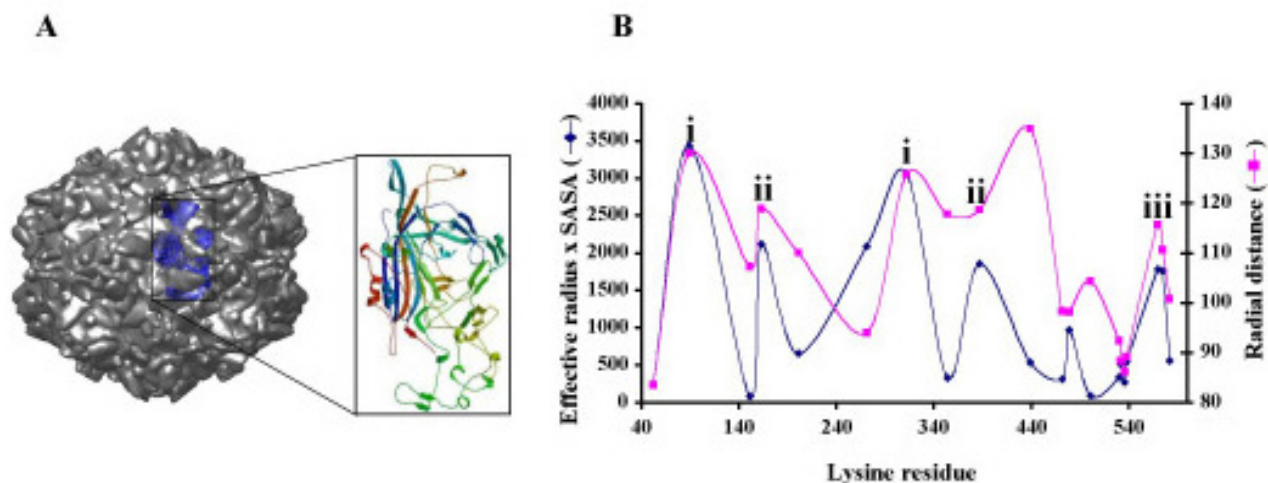 A
B
Effective radius x SASA ( )
4000
3500
3000
2500
2000
1500
1000
500
0
i
ii
i
ii
iii
140
130
120
110
100
90
80
Radial distance ( )
40
140
240
340
440
540
Lysine residue